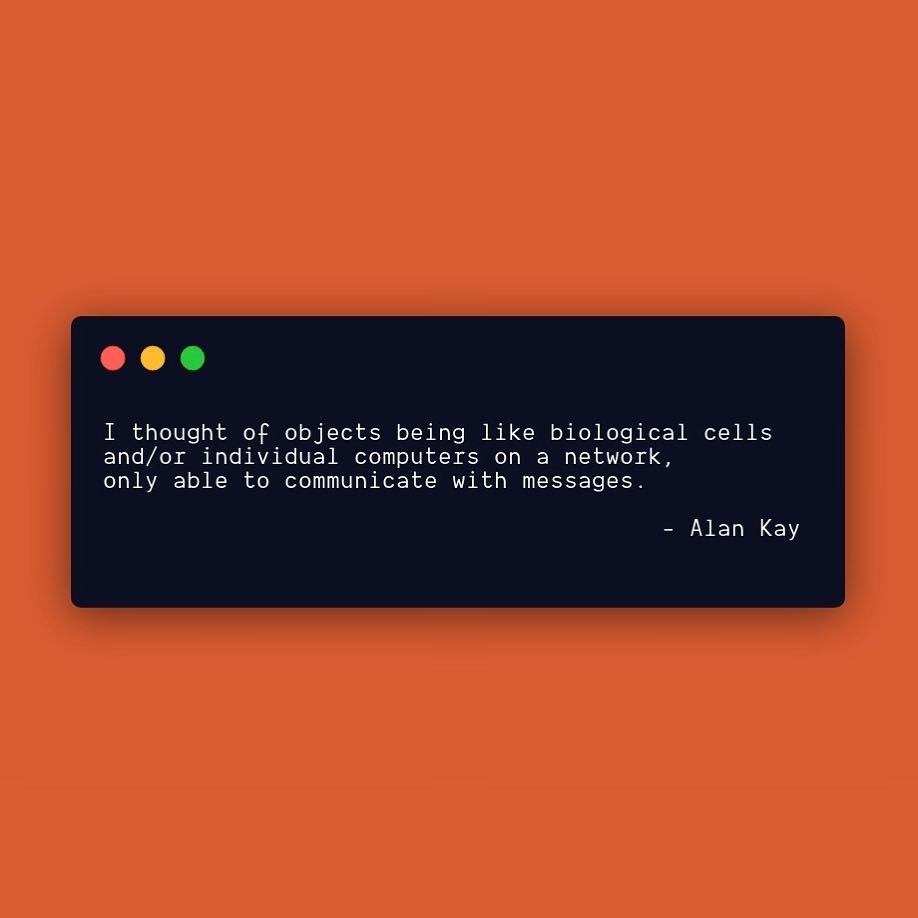 I thought of objects being like biological cells
and/or individual computers on a network,
only able to communicate with messages.
- Alan Kay